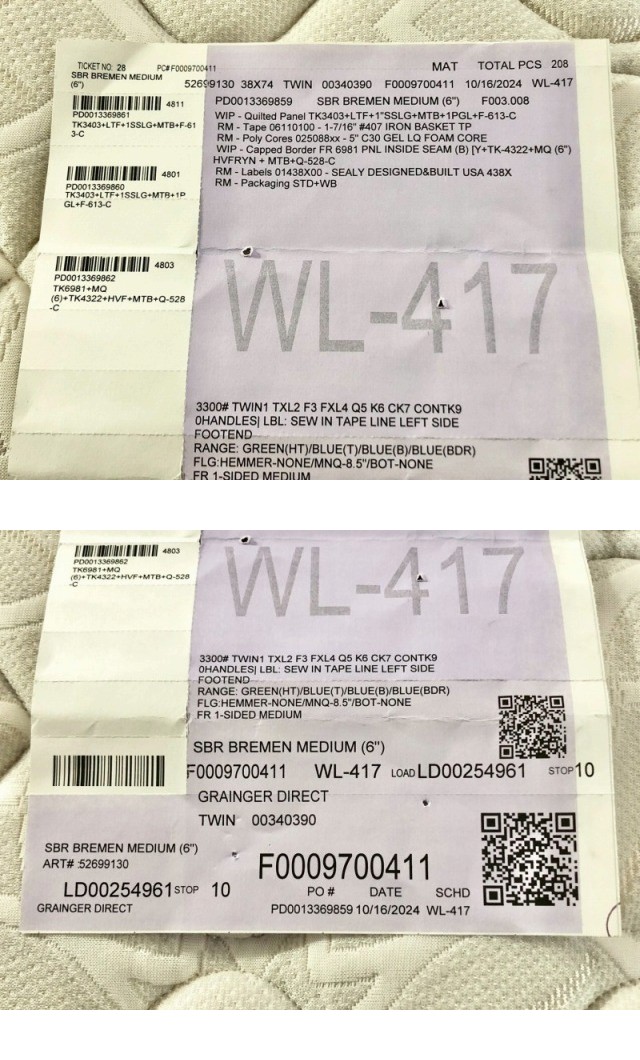 TICKET NO: 28 PC# F0009700411 MAT TOTAL PCS 208
SBR BREMEN MEDIUM
(6")
52699130 38X74 TWIN 00340390 F0009700411 10/16/2024 WL-417
4811
PD0013369861
TK3403+LTF+1SSLG+MTB+F-61
3-C
PD0013369859 SBR BREMEN MEDIUM (6") F003.008
WIP - Quilted Panel TK3403+LTF+1"SSLG+MTB+1PGL+F-613-C
RM - Tape 06110100 - 1-7/16" #407 IRON BASKET TP
RM - Poly Cores 025088xx - 5" C30 GEL LQ FOAM CORE
WIP - Capped Border FR 6981 PNL INSIDE SEAM (B) [Y+TK-4322+MQ (6")
HVFRYN + MTB+Q-528-C
RM - Labels 01438X00 - SEALY DESIGNED&BUILT USA 438X
RM - Packaging STD+WB
4801
PD0013369860
TK3403+LTF+1SSLG+MTB+1P
GL+F-613-C
4803
PD0013369862
TK6981+MQ
(6)+TK4322+HVF+MTB+Q-528
-C
WL-417
3300# TWIN1 TXL2 F3 FXL4 Q5 K6 CK7 CONTK9
0HANDLES| LBL: SEW IN TAPE LINE LEFT SIDE
FOOTEND
RANGE: GREEN(HT)/BLUE(T)/BLUE(B)/BLUE(BDR)
FLG:HEMMER-NONE/MNQ-8.5"/BOT-NONE
FR 1-SIDED MEDIUM
4803
PD0013369862
TK6981+MQ
(6)+TK4322+HVF+MTB+Q-528
-C
WL-417
3300# TWIN1 TXL2 F3 FXL4 Q5 K6 CK7 CONTK9
0HANDLES| LBL: SEW IN TAPE LINE LEFT SIDE
FOOTEND
RANGE: GREEN(HT)/BLUE(T)/BLUE(B)/BLUE(BDR)
FLG:HEMMER-NONE/MNQ-8.5"/BOT-NONE
FR 1-SIDED MEDIUM
SBR BREMEN MEDIUM (6")
F0009700411 WL-417 LOAD LD00254961 STOP 10
GRAINGER DIRECT
TWIN 00340390
SBR BREMEN MEDIUM (6")
ART# :52699130
F0009700411
LD00254961 STOP 10
PO # DATE SCHD
GRAINGER DIRECT
PD0013369859 10/16/2024 WL-417